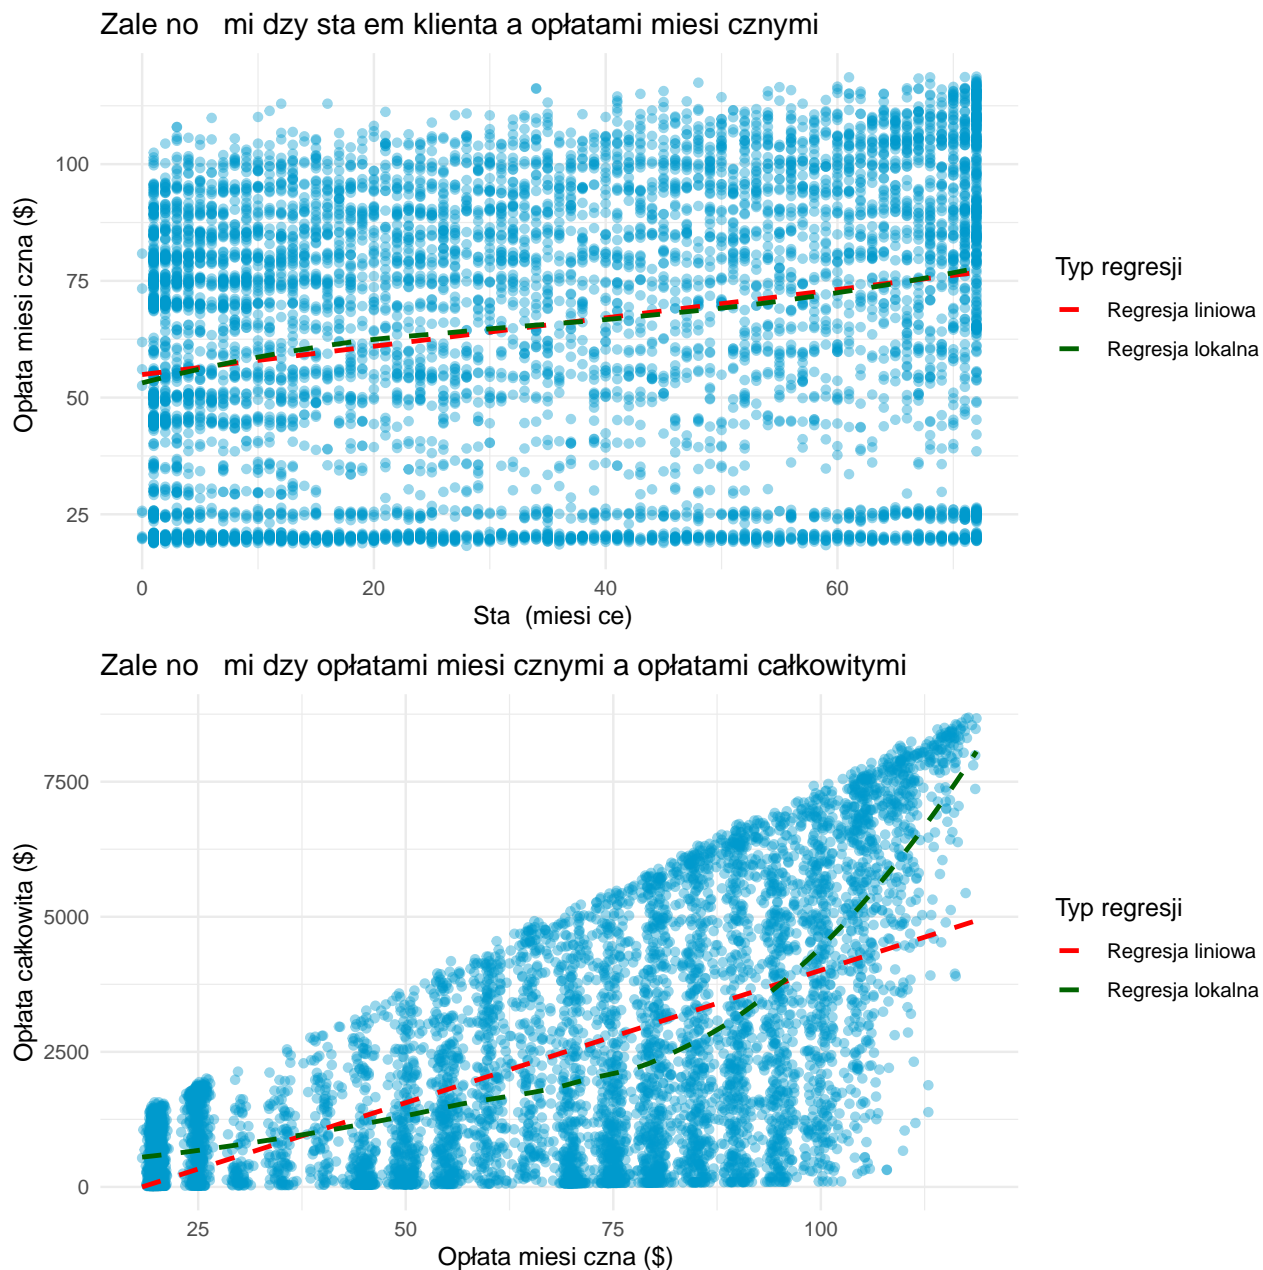 Zale no   mi dzy sta em klienta a opłatami miesi cznymi
100
75
50
25
0
20
40
60
Opłata miesi czna ($)
Sta  (miesi ce)
Typ regresji
Regresja liniowa
Regresja lokalna
Zale no   mi dzy opłatami miesi cznymi a opłatami całkowitymi
7500
5000
2500
0
25
50
75
100
Opłata całkowita ($)
Opłata miesi czna ($)
Typ regresji
Regresja liniowa
Regresja lokalna